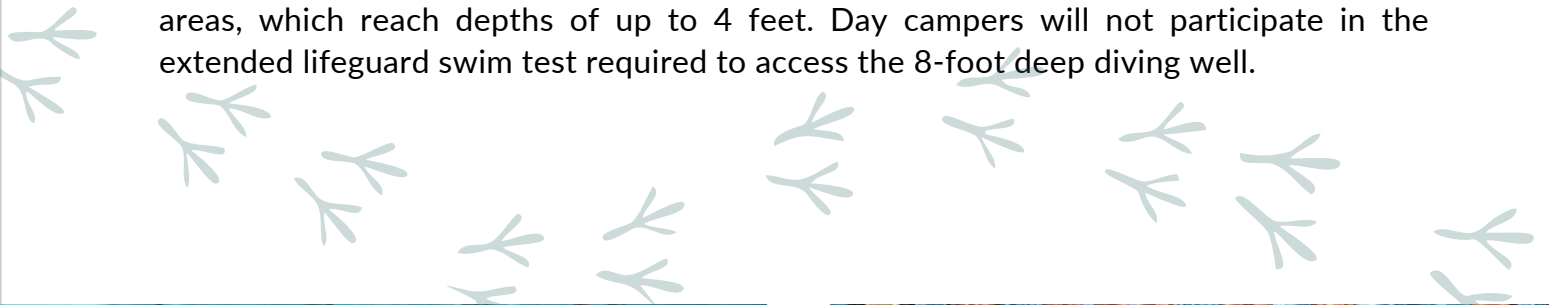 areas, which reach depths of up to 4 feet. Day campers will not participate in the
extended lifeguard swim test required to access the 8-foot deep diving well.